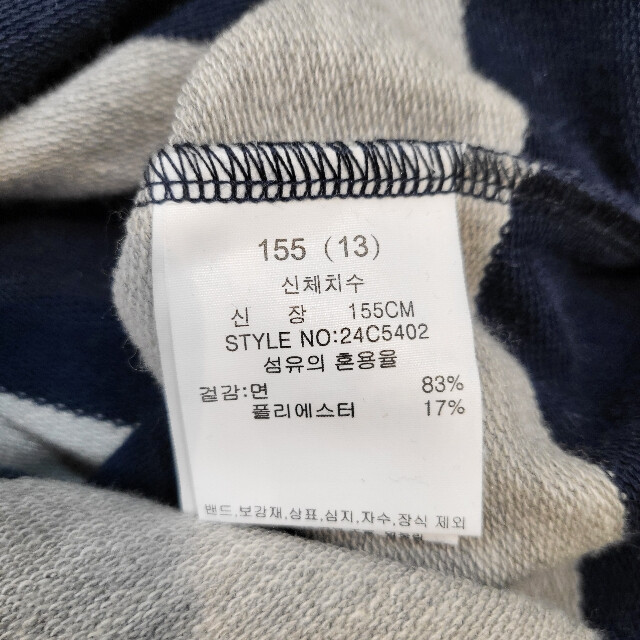 155 (13)
신체치수
신 장 155CM
STYLE NO:24C5402
섬유의 혼용율
겉감:면 83%
폴리에스터 17%
밴드,보강재,상표,심지,자수,장식 제외